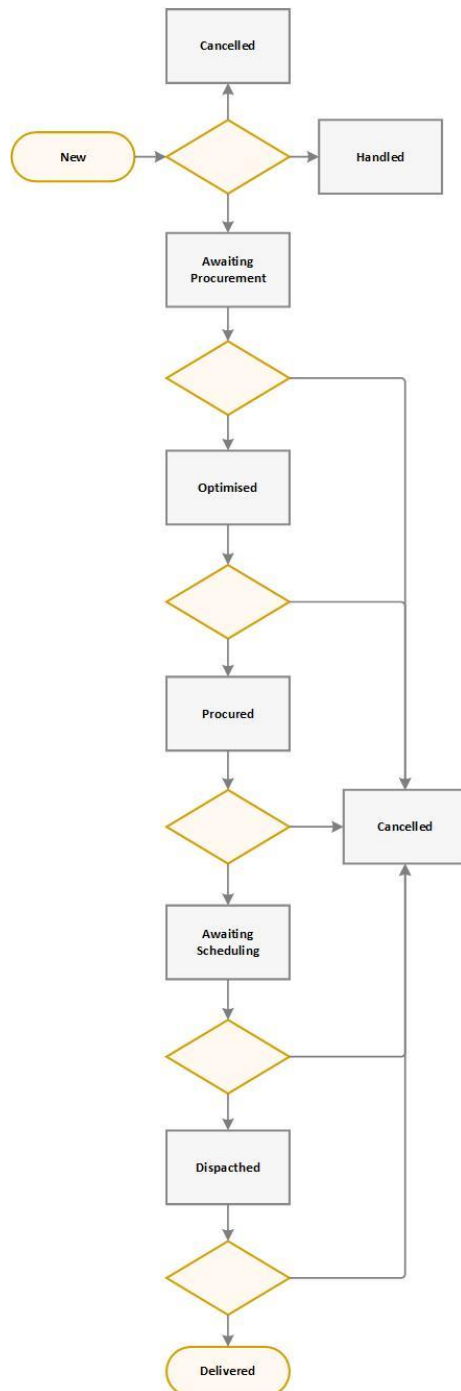 Cancelled
New
Handled
Awaiting
Procurement
Optimised
Procured
Cancelled
Awaiting
Scheduling
Dispacthed
Delivered